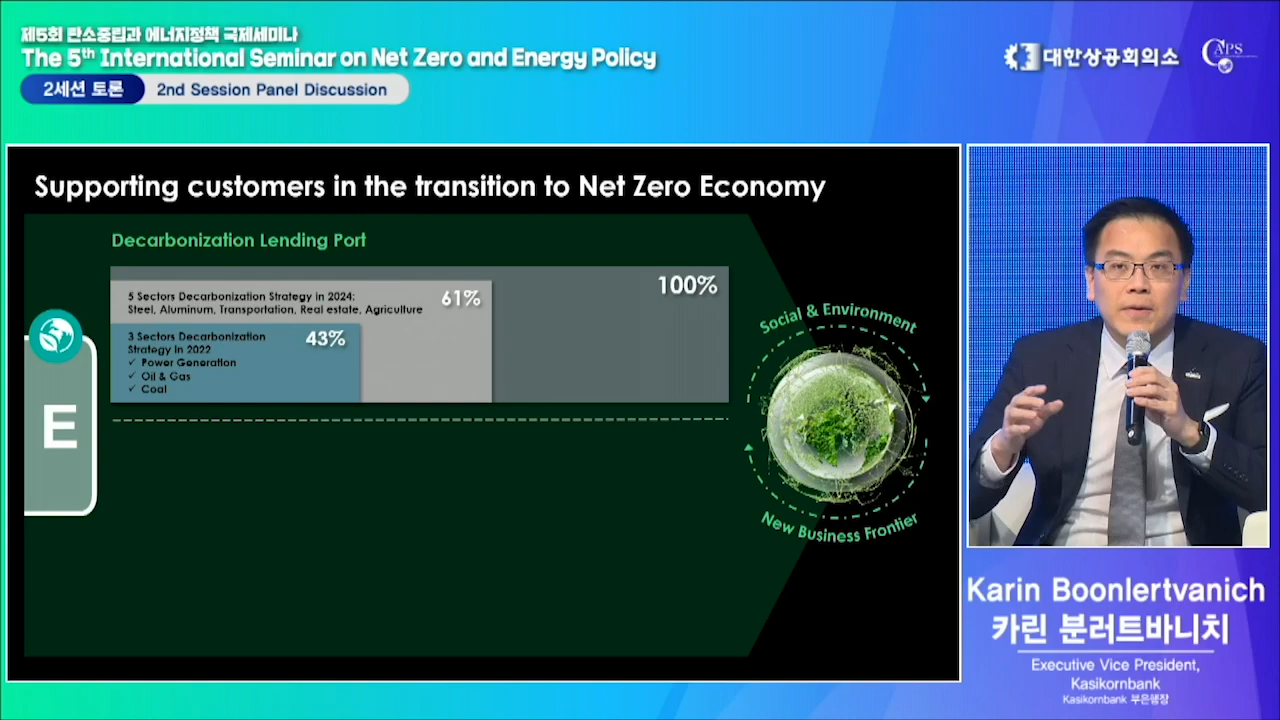 제5회 탄소중립과 에너지정책 국제세미나
The 5th International Seminar on Net Zero and Energy Policy
2세션 토론 2nd Session Panel Discussion
대한상공회의소
CAPS
Supporting customers in the transition to Net Zero Economy
Decarbonization Lending Port
100%
5 Sectors Decarbonization Strategy in 2024:
Steel, Aluminum, Transportation, Real estate, Agriculture
61%
3 Sectors Decarbonization
Strategy in 2022
43%
✓ Power Generation
✓ Oil & Gas
✓ Coal
E
Social & Environment
New Business Frontier
Karin Boonlertvanich
카린 분러트바니치
Executive Vice President,
Kasikornbank
Kasikornbank 부은행장